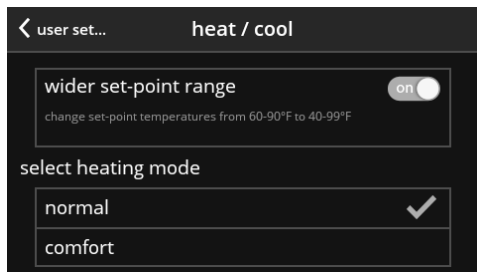 user set... heat / cool
wider set-point range on
change set-point temperatures from 60-90°F to 40-99°F
select heating mode
normal
comfort